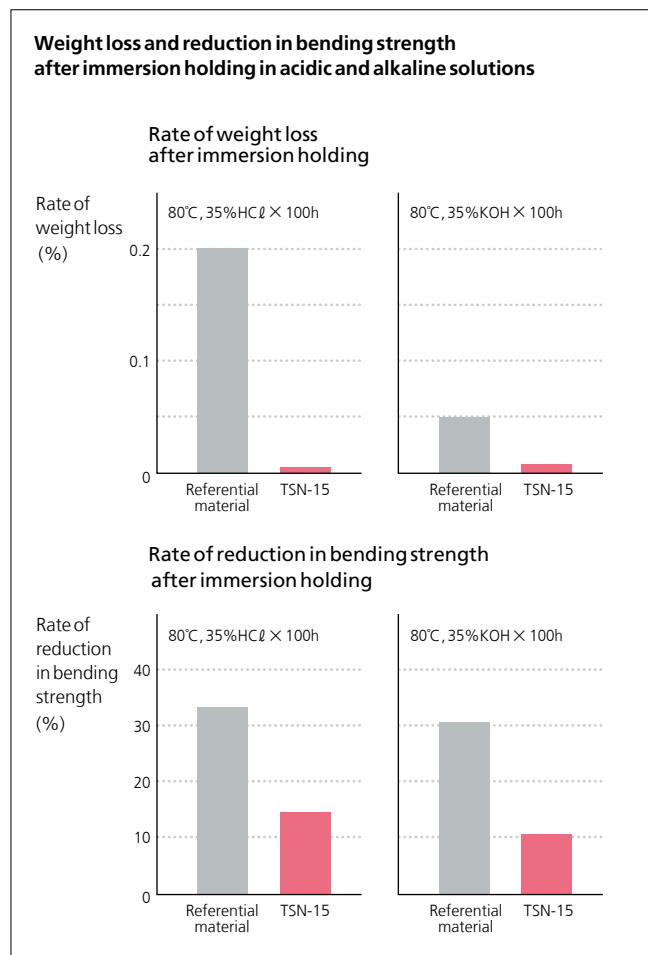 Weight loss and reduction in bending strength
after immersion holding in acidic and alkaline solutions
Rate of weight loss
after immersion holding
Rate of
weight loss
(%)
80℃, 35%HCℓ × 100h
80℃, 35%KOH × 100h
0.2
0.1
0
Referential
material
TSN-15
Referential
material
TSN-15
Rate of reduction in bending strength
after immersion holding
Rate of
reduction
in bending
strength
(%)
80℃, 35%HCℓ × 100h
80℃, 35%KOH × 100h
40
30
20
10
0
Referential
material
TSN-15
Referential
material
TSN-15